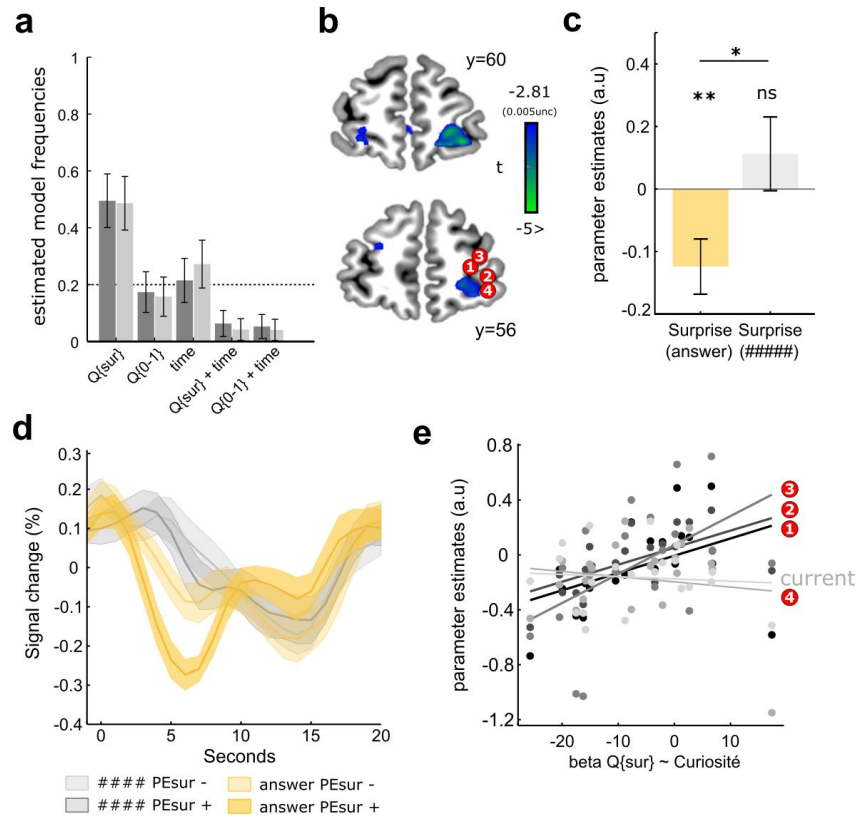 a
estimated model frequencies
1
0.8
0.6
0.4
0.2
0
Q{sur}
Q{0-1}
time
Q{sur} + time
Q{0-1} + time
b
y=60
-2.81
(0.005unc)
t
-5>
3
1
2
4
y=56
c
parameter estimates (a.u)
0.4
0.2
0
-0.1
-0.2
*
**
ns
Surprise
(answer)
Surprise
(#####)
d
Signal change (%)
0.3
0.2
0.1
0
-0.1
-0.2
-0.3
-0.4
0
5
10
15
20
Seconds
#### PEsur -
#### PEsur +
answer PEsur -
answer PEsur +
e
parameter estimates (a.u)
0.8
0.4
0
-0.4
-0.8
-1.2
-20
-10
0
10
beta Q{sur} ~ Curiosité
3
2
1
current
4